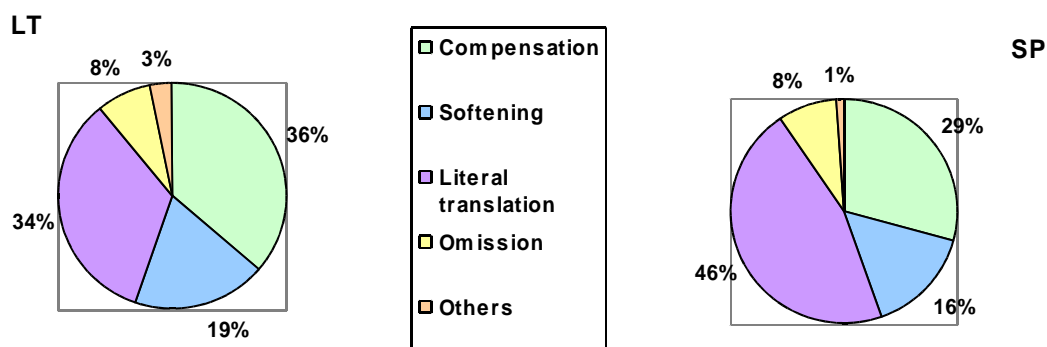 LT
3%
8%
36%
34%
19%
Compensation
Softening
Literal
translation
Omission
Others
SP
1%
8%
29%
46%
16%